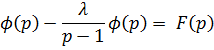 ϕ(p) − λ/(p − 1) ϕ(p) = F(p)